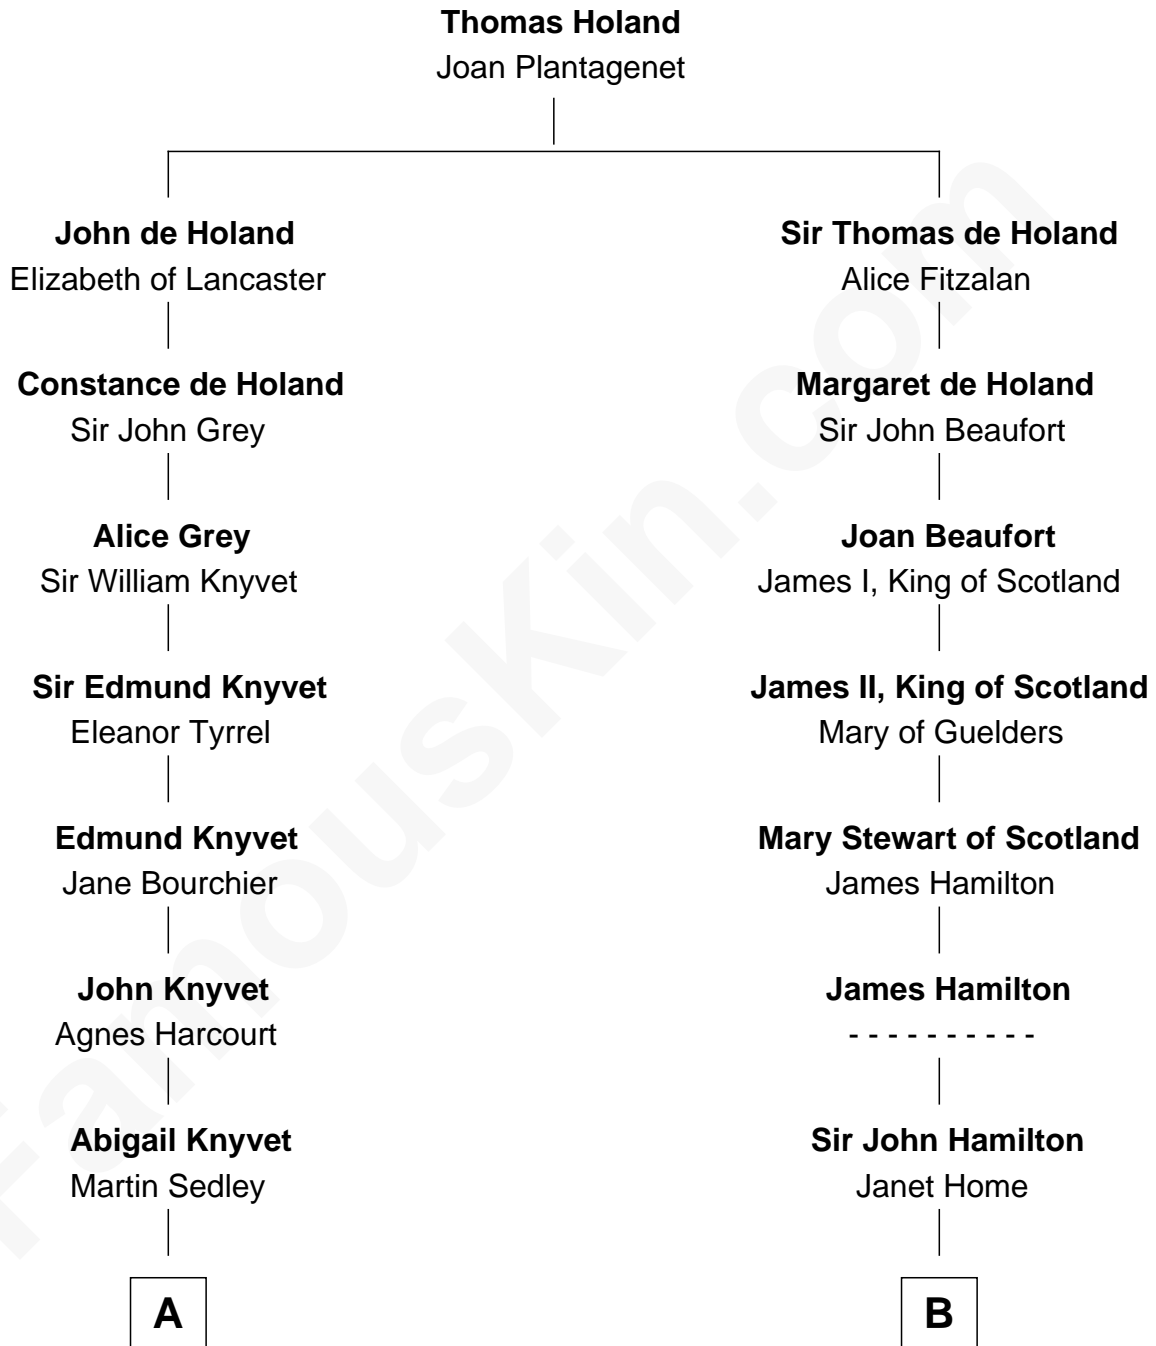 Thomas Holand
Joan Plantagenet
John de Holand
Elizabeth of Lancaster
Sir Thomas de Holand
Alice Fitzalan
Constance de Holand
Sir John Grey
Margaret de Holand
Sir John Beaufort
Alice Grey
Sir William Knyvet
Joan Beaufort
James I, King of Scotland
Sir Edmund Knyvet
Eleanor Tyrrel
James II, King of Scotland
Mary of Guelders
Edmund Knyvet
Jane Bourchier
Mary Stewart of Scotland
James Hamilton
John Knyvet
Agnes Harcourt
James Hamilton
- - - - - - - - - -
Abigail Knyvet
Martin Sedley
Sir John Hamilton
Janet Home
A
B
FamousKin.com